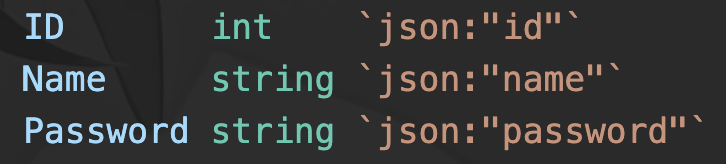 ID       int    `json:"id"`
Name     string `json:"name"`
Password string `json:"password"`